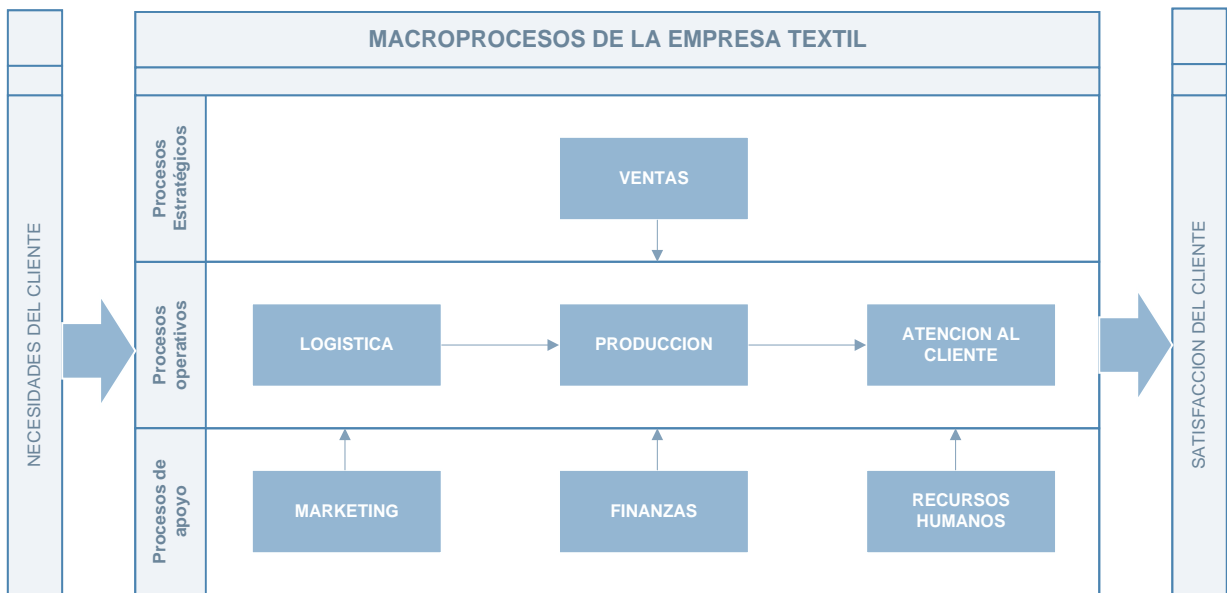 MACROPROCESOS DE LA EMPRESA TEXTIL
NECESIDADES DEL CLIENTE
Procesos
Estratégicos
VENTAS
Procesos
operativos
LOGISTICA
PRODUCCION
ATENCION AL
CLIENTE
Procesos de
apoyo
MARKETING
FINANZAS
RECURSOS
HUMANOS
SATISFACCION DEL CLIENTE